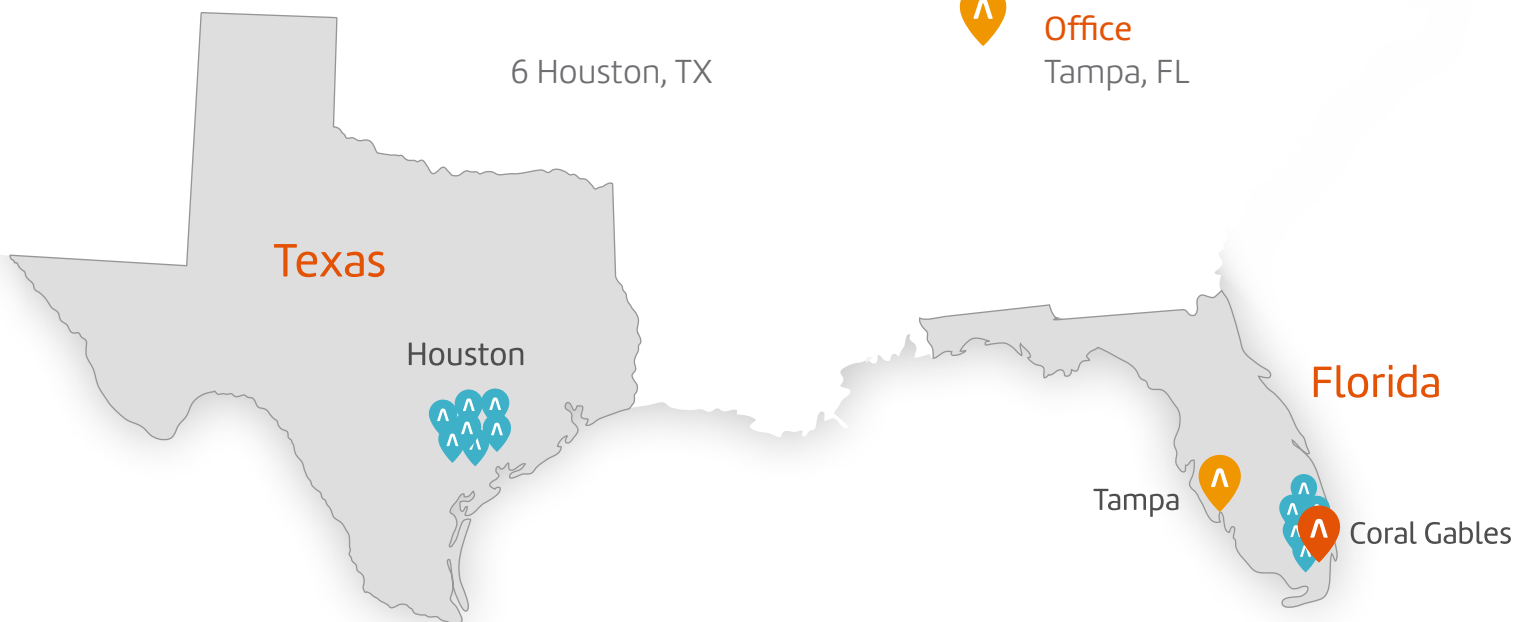 Office
6 Houston, TX
Tampa, FL
Texas
Houston
Florida
Tampa
Coral Gables